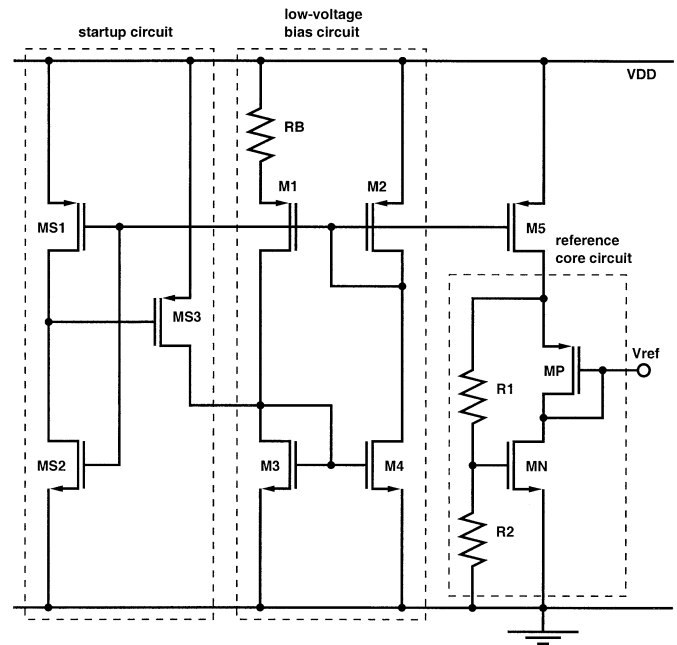 low-voltage
startup circuit
bias circuit
VDD
RB
M1
M2
MS1
M5
reference
core circuit
MS3
Vref
MP
R1
MS2
M3
M4
MN
R2